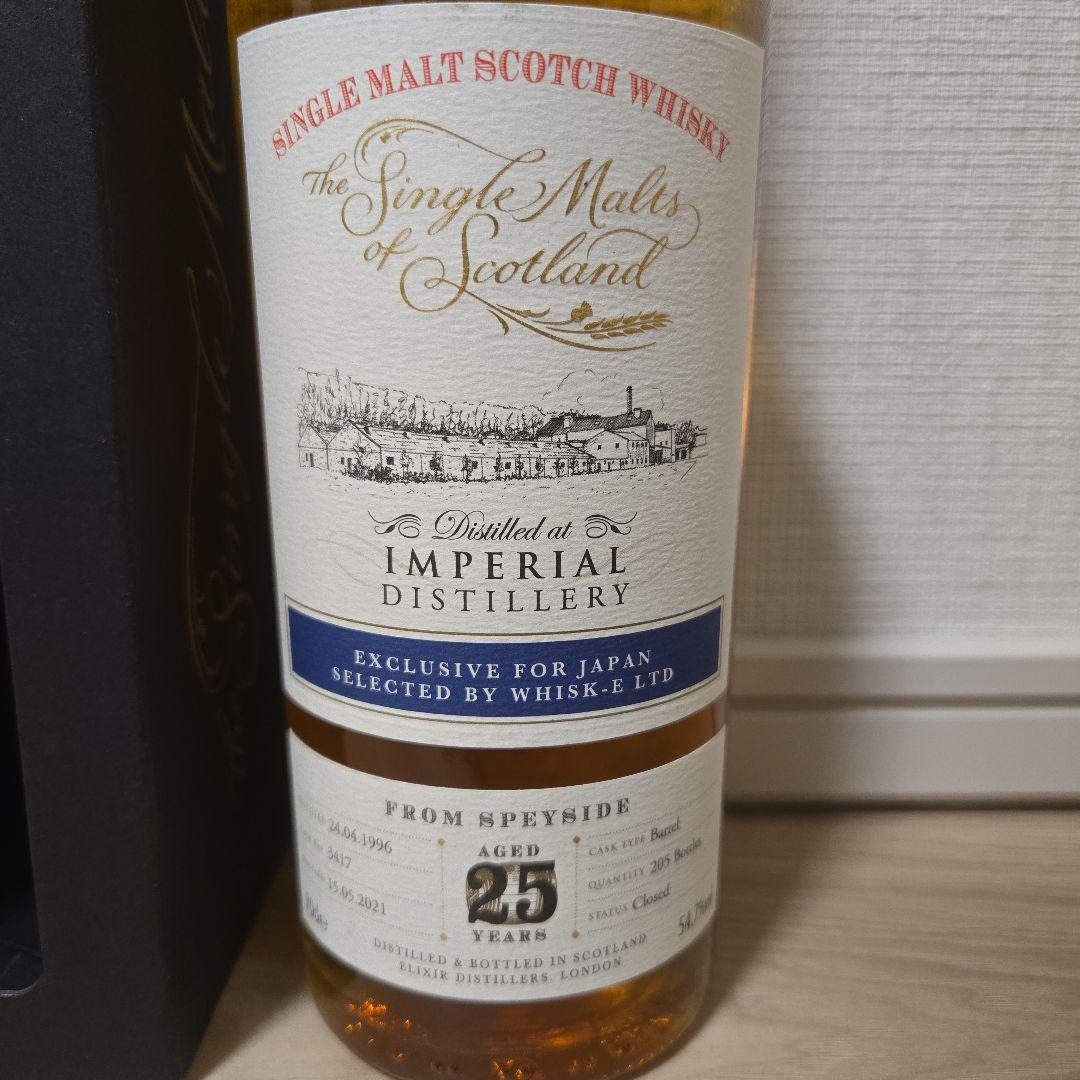 SINGLE MALT SCOTCH WHISKY
The Single Malts
of Scotland
Distilled at
IMPERIAL
DISTILLERY
EXCLUSIVE FOR JAPAN
SELECTED BY WHISK-E LTD
FROM SPEYSIDE
24.04.1996
3417
15.05.2021
AGED
25
YEARS
CASK TYPE Barrel
QUANTITY 205 Bottles
STATUS Closed
54.7%
DISTILLED & BOTTLED IN SCOTLAND
ELIXIR DISTILLERS, LONDON